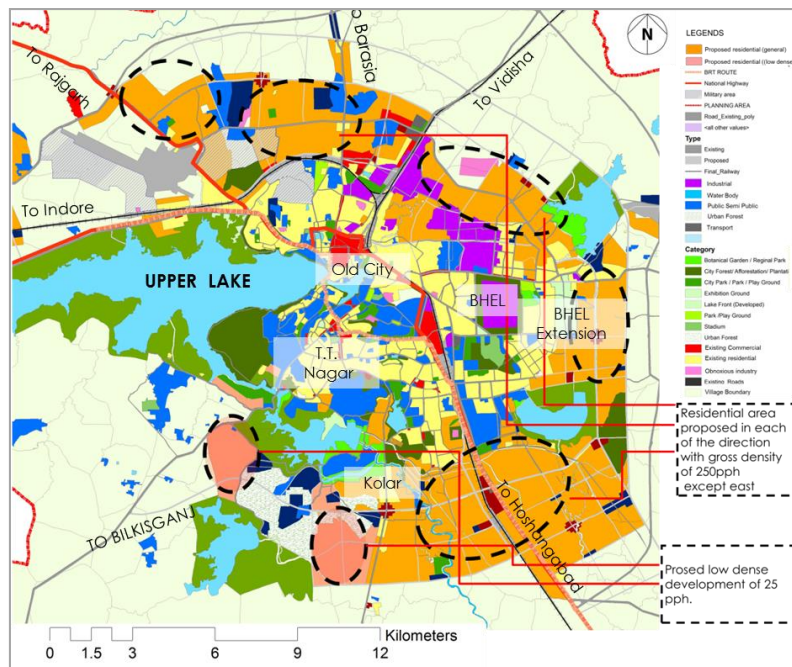 To Barasia
N
To Rajgarh
To Vidisha
To Indore
UPPER LAKE
Old City
BHEL
BHEL
Extension
T.T.
Nagar
Kolar
TO BILKISGANJ
To Hoshangabad
Kilometers
0 1.5 3 6 9 12
LEGENDS
Proposed residential (general)
Proposed residential ((low dense
BRT ROUTE
National Highway
Military area
PLANNING AREA
Road_Existing_poly
<all other values>
Type
Existing
Proposed
Final_Railway
Industrial
Water Body
Public Semi Public
Urban Forest
Transport
Category
Botanical Garden / Reginal Park
City Forest/ Afforestation/ Plantati
City Park / Park / Play Ground
Exhibition Ground
Lake Front (Developed)
Park /Play Ground
Stadium
Urban Forest
Existing Commercial
Existing residential
Obnoxious industry
Existing Roads
Village Boundary
Residential area
proposed in each
of the direction
with gross density
of 250pph
except east
Prosed low dense
development of 25
pph.